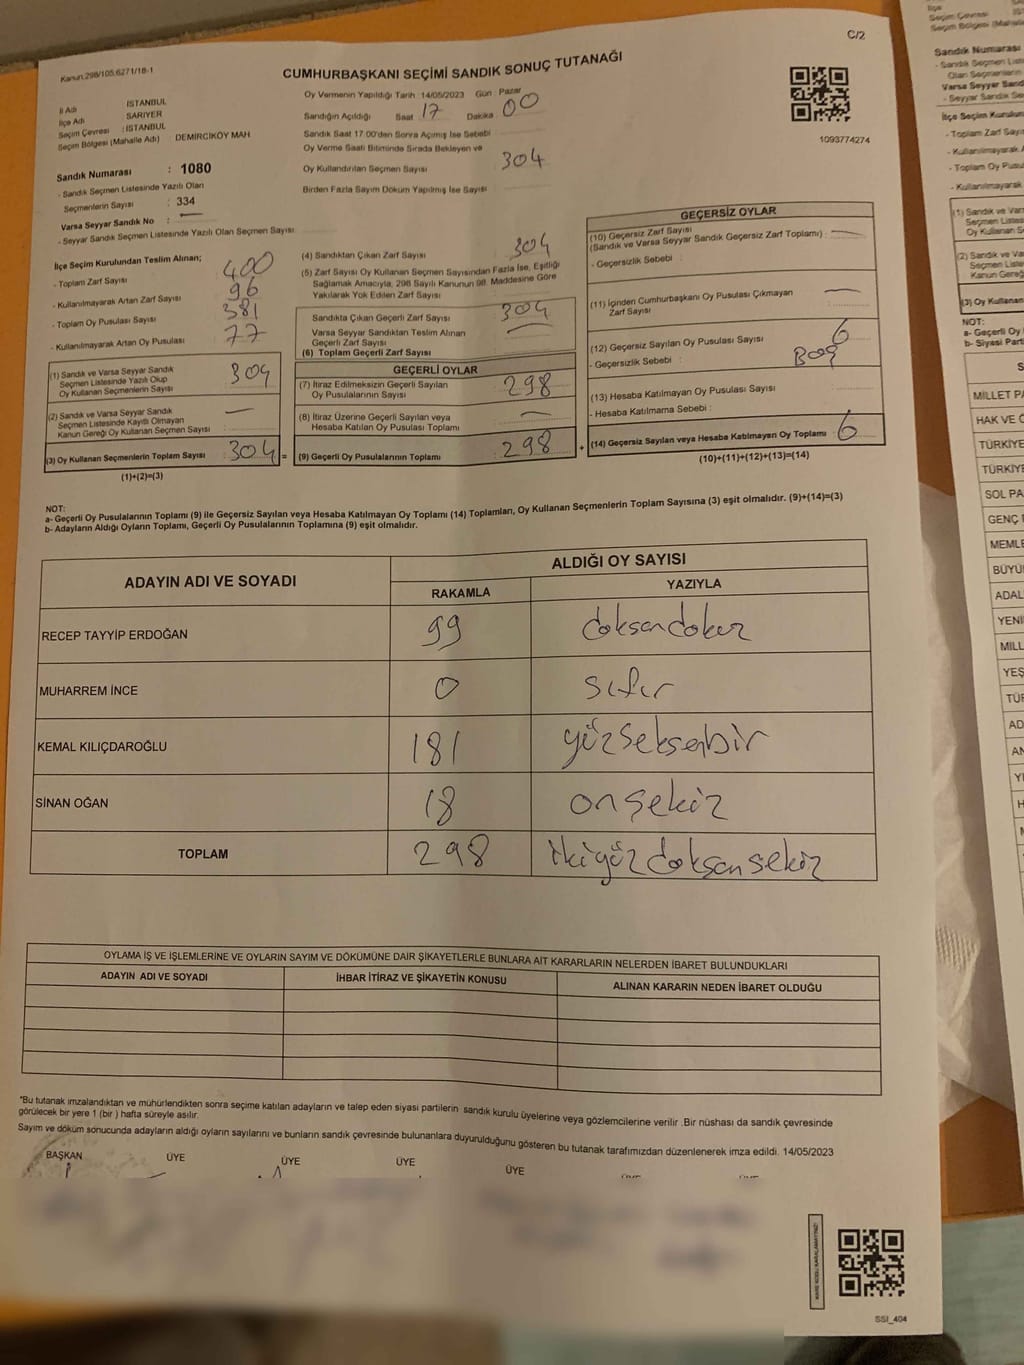 C/2
Kanun:298/105,6271/18-1
CUMHURBAŞKANI SEÇİMİ SANDIK SONUÇ TUTANAĞI
İl Adı : İSTANBUL
İlçe Adı : SARIYER
Seçim Çevresi : İSTANBUL
Seçim Bölgesi (Mahalle Adı) : DEMİRCİKÖY MAH
Sandık Numarası : 1080
- Sandık Seçmen Listesinde Yazılı Olan
Seçmenlerin Sayısı : 334
Varsa Seyyar Sandık No : —
- Seyyar Sandık Seçmen Listesinde Yazılı Olan Seçmen Sayısı :
Oy Vermenin Yapıldığı Tarih :14/05/2023 Gün : Pazar
Sandığın Açıldığı Saat : 17 Dakika : 00
Sandık Saat 17.00'den Sonra Açılmış İse Sebebi :
Oy Verme Saati Bitiminde Sırada Bekleyen ve
Oy Kullandırılan Seçmen Sayısı : 304
Birden Fazla Sayım Döküm Yapılmış İse Sayısı :
1093774274
İlçe Seçim Kurulundan Teslim Alınan;
- Toplam Zarf Sayısı : 400
- Kullanılmayarak Artan Zarf Sayısı : 96
- Toplam Oy Pusulası Sayısı : 381
- Kullanılmayarak Artan Oy Pusulası : 77
(1) Sandık ve Varsa Seyyar Sandık
Seçmen Listesinde Yazılı Olup
Oy Kullanan Seçmenlerin Sayısı : 304
(2) Sandık ve Varsa Seyyar Sandık
Seçmen Listesinde Kayıtlı Olmayan
Kanun Gereği Oy Kullanan Seçmen Sayısı : —
(3) Oy Kullanan Seçmenlerin Toplam Sayısı : 304 =
(1)+(2)=(3)
(4) Sandıktan Çıkan Zarf Sayısı : 304
(5) Zarf Sayısı Oy Kullanan Seçmen Sayısından Fazla İse, Eşitliği
Sağlamak Amacıyla, 298 Sayılı Kanunun 98. Maddesine Göre
Yakılarak Yok Edilen Zarf Sayısı :
Sandıkta Çıkan Geçerli Zarf Sayısı : 304
Varsa Seyyar Sandıktan Teslim Alınan
Geçerli Zarf Sayısı : —
(6) Toplam Geçerli Zarf Sayısı
GEÇERLİ OYLAR
(7) İtiraz Edilmeksizin Geçerli Sayılan
Oy Pusulalarının Sayısı : 298
(8) İtiraz Üzerine Geçerli Sayılan veya
Hesaba Katılan Oy Pusulası Toplamı : —
(9) Geçerli Oy Pusulalarının Toplamı : 298 +
GEÇERSİZ OYLAR
(10) Geçersiz Zarf Sayısı
(Sandık ve Varsa Seyyar Sandık Geçersiz Zarf Toplamı) : —
- Geçersizlik Sebebi :
(11) İçinden Cumhurbaşkanı Oy Pusulası Çıkmayan
Zarf Sayısı : —
(12) Geçersiz Sayılan Oy Pusulası Sayısı : 6
- Geçersizlik Sebebi : Boş
(13) Hesaba Katılmayan Oy Pusulası Sayısı :
- Hesaba Katılmama Sebebi :
(14) Geçersiz Sayılan veya Hesaba Katılmayan Oy Toplamı : 6
(10)+(11)+(12)+(13)=(14)
NOT:
a- Geçerli Oy Pusulalarının Toplamı (9) ile Geçersiz Sayılan veya Hesaba Katılmayan Oy Toplamı (14) Toplamları, Oy Kullanan Seçmenlerin Toplam Sayısına (3) eşit olmalıdır. (9)+(14)=(3)
b- Adayların Aldığı Oyların Toplamı, Geçerli Oy Pusulalarının Toplamına (9) eşit olmalıdır.
ADAYIN ADI VE SOYADI ALDIĞI OY SAYISI
RAKAMLA YAZIYLA
RECEP TAYYİP ERDOĞAN 99 doksandokuz
MUHARREM İNCE 0 sıfır
KEMAL KILIÇDAROĞLU 181 yüzseksenbir
SİNAN OĞAN 18 onsekiz
TOPLAM 298 ikiyüzdoksansekiz
OYLAMA İŞ VE İŞLEMLERİNE VE OYLARIN SAYIM VE DÖKÜMÜNE DAİR ŞİKAYETLERLE BUNLARA AİT KARARLARIN NELERDEN İBARET BULUNDUKLARI
ADAYIN ADI VE SOYADI İHBAR İTİRAZ VE ŞİKAYETİN KONUSU ALINAN KARARIN NEDEN İBARET OLDUĞU
*Bu tutanak imzalandıktan ve mühürlendikten sonra seçime katılan adayların ve talep eden siyasi partilerin sandık kurulu üyelerine veya gözlemcilerine verilir .Bir nüshası da sandık çevresinde
görülecek bir yere 1 (bir ) hafta süreyle asılır.
Sayım ve döküm sonucunda adayların aldığı oyların sayılarını ve bunların sandık çevresinde bulunanlara duyurulduğunu gösteren bu tutanak tarafımızdan düzenlenerek imza edildi. 14/05/2023
BAŞKAN ÜYE ÜYE ÜYE ÜYE
SSI_404